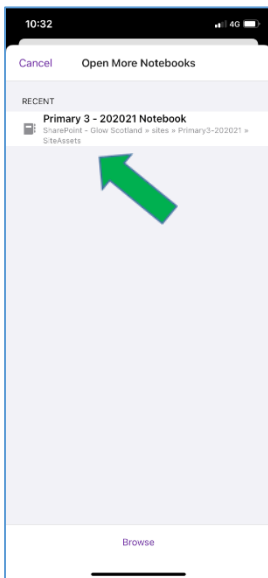 10:32
4G
Cancel
Open More Notebooks
RECENT
Primary 3 - 202021 Notebook
SharePoint - Glow Scotland » sites » Primary3-202021 »
SiteAssets
Browse